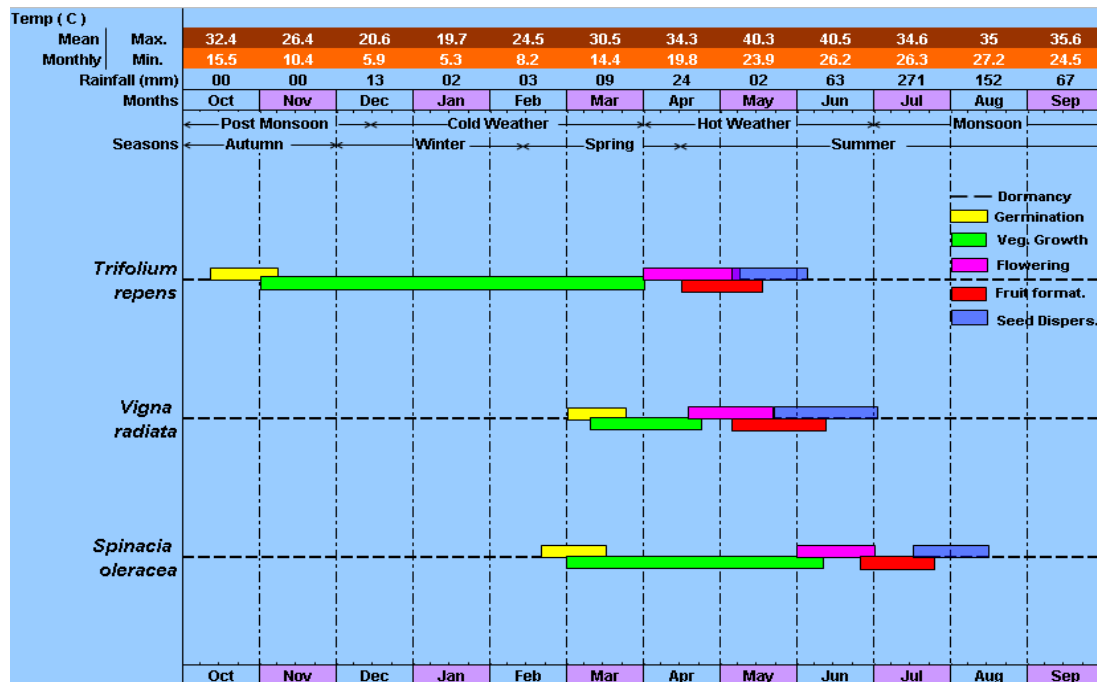 Temp ( C )
Mean Max. 32.4 26.4 20.6 19.7 24.5 30.5 34.3 40.3 40.5 34.6 35 35.6
Monthly Min. 15.5 10.4 5.9 5.3 8.2 14.4 19.8 23.9 26.2 26.3 27.2 24.5
Rainfall (mm) 00 00 13 02 03 09 24 02 63 271 152 67
Months Oct Nov Dec Jan Feb Mar Apr May Jun Jul Aug Sep
Post Monsoon Cold Weather Hot Weather Monsoon
Seasons Autumn Winter Spring Summer
Dormancy
Germination
Veg. Growth
Flowering
Fruit format.
Seed Dispers.
Trifolium
repens
Vigna
radiata
Spinacia
oleracea
Oct Nov Dec Jan Feb Mar Apr May Jun Jul Aug Sep